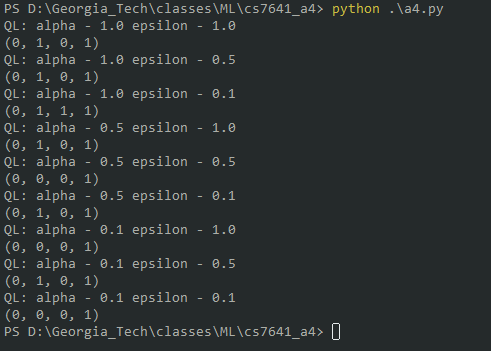 PS D:\Georgia_Tech\classes\ML\cs7641_a4> python .\a4.py
QL: alpha - 1.0 epsilon - 1.0
(0, 1, 0, 1)
QL: alpha - 1.0 epsilon - 0.5
(0, 1, 0, 1)
QL: alpha - 1.0 epsilon - 0.1
(0, 1, 1, 1)
QL: alpha - 0.5 epsilon - 1.0
(0, 1, 0, 1)
QL: alpha - 0.5 epsilon - 0.5
(0, 0, 0, 1)
QL: alpha - 0.5 epsilon - 0.1
(0, 1, 0, 1)
QL: alpha - 0.1 epsilon - 1.0
(0, 0, 0, 1)
QL: alpha - 0.1 epsilon - 0.5
(0, 1, 0, 1)
QL: alpha - 0.1 epsilon - 0.1
(0, 0, 0, 1)
PS D:\Georgia_Tech\classes\ML\cs7641_a4>